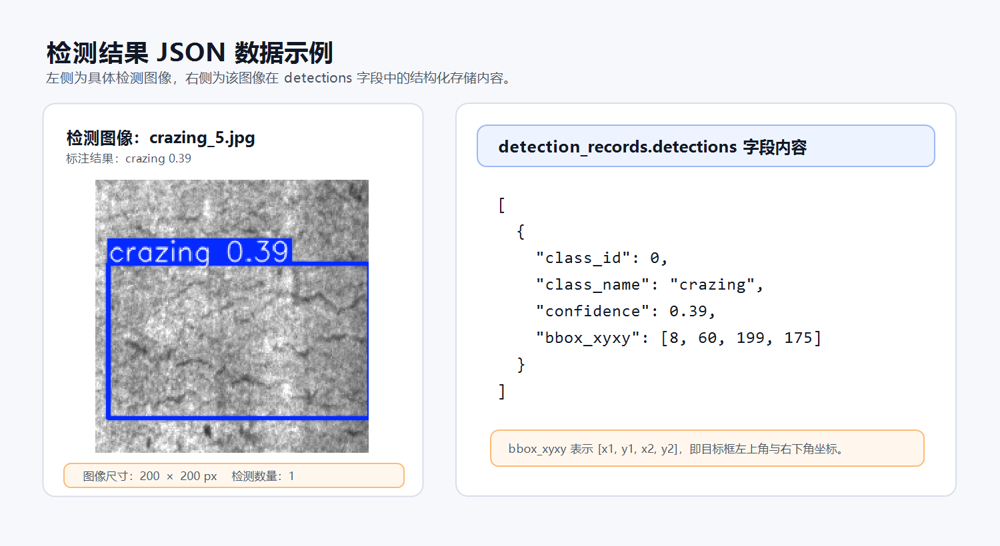 检测结果 JSON 数据示例
左侧为具体检测图像，右侧为该图像在 detections 字段中的结构化存储内容。
检测图像：crazing_5.jpg
标注结果：crazing 0.39
crazing 0.39
图像尺寸：200 × 200 px 检测数量：1
detection_records.detections 字段内容
[
{
"class_id": 0,
"class_name": "crazing",
"confidence": 0.39,
"bbox_xyxy": [8, 60, 199, 175]
}
]
bbox_xyxy 表示 [x1, y1, x2, y2]，即目标框左上角与右下角坐标。